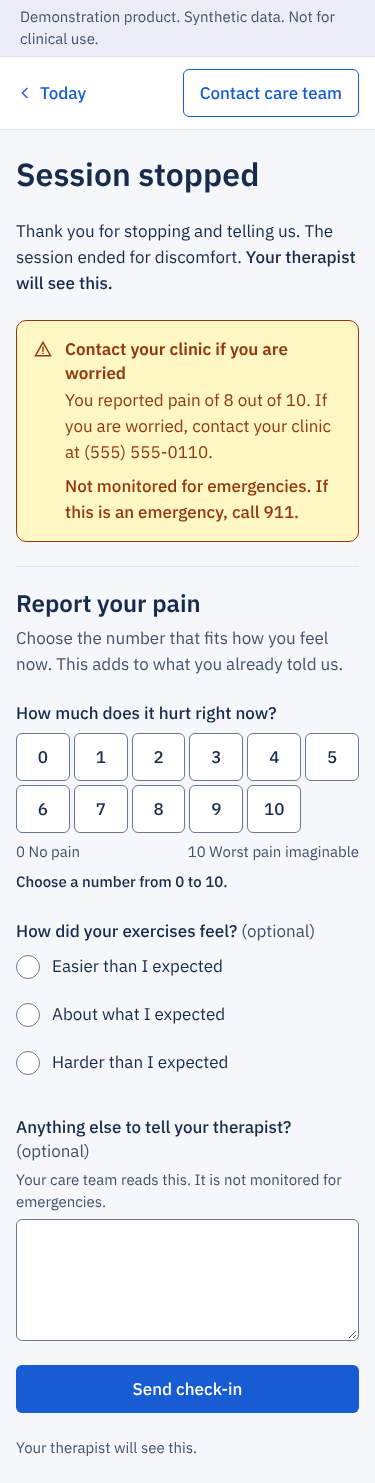 Demonstration product. Synthetic data. Not for
clinical use.
Today
Contact care team
Session stopped
Thank you for stopping and telling us. The
session ended for discomfort. Your therapist
will see this.
Contact your clinic if you are
worried
You reported pain of 8 out of 10. If
you are worried, contact your clinic
at (555) 555-0110.
Not monitored for emergencies. If
this is an emergency, call 911.
Report your pain
Choose the number that fits how you feel
now. This adds to what you already told us.
How much does it hurt right now?
0 1 2 3 4 5
6 7 8 9 10
0 No pain 10 Worst pain imaginable
Choose a number from 0 to 10.
How did your exercises feel? (optional)
Easier than I expected
About what I expected
Harder than I expected
Anything else to tell your therapist?
(optional)
Your care team reads this. It is not monitored for
emergencies.
Send check-in
Your therapist will see this.